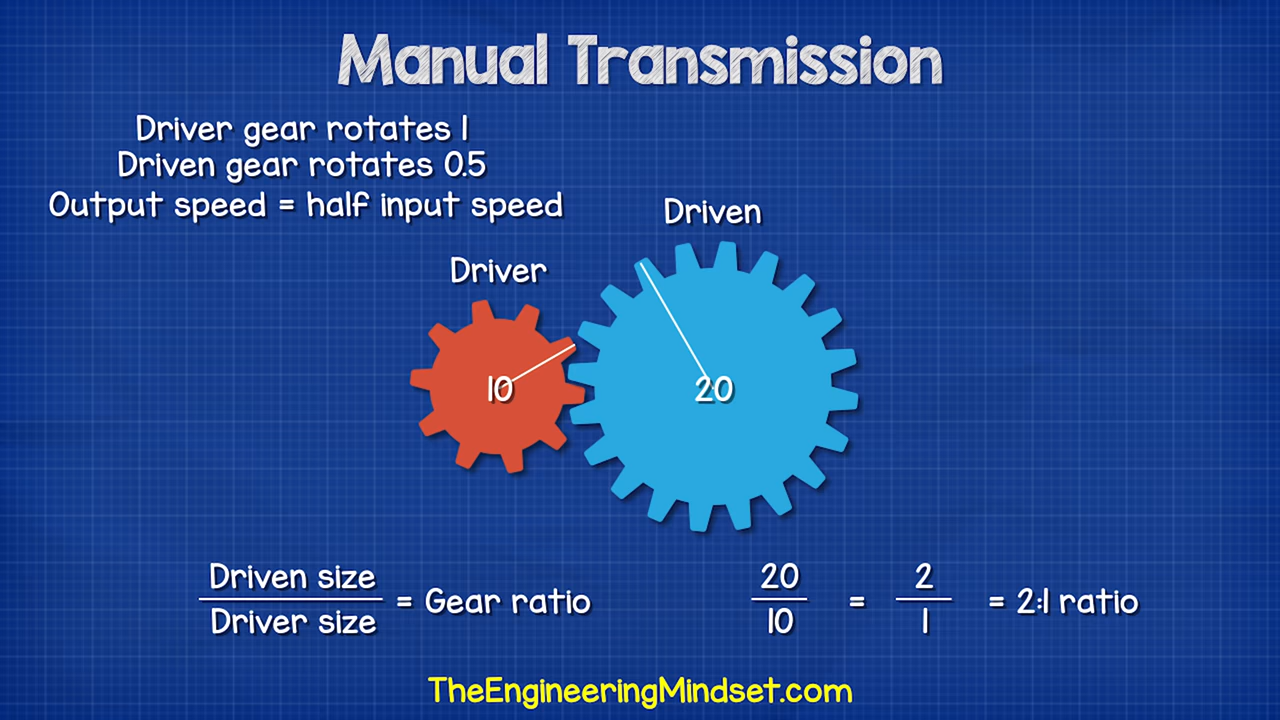 Manual Transmission
Driver gear rotates 1
Driven gear rotates 0.5
Output speed = half input speed
Driven
Driver
10
20
Driven size
Driver size
= Gear ratio
20
10
=
2
1
= 2:1 ratio
TheEngineeringMindset.com